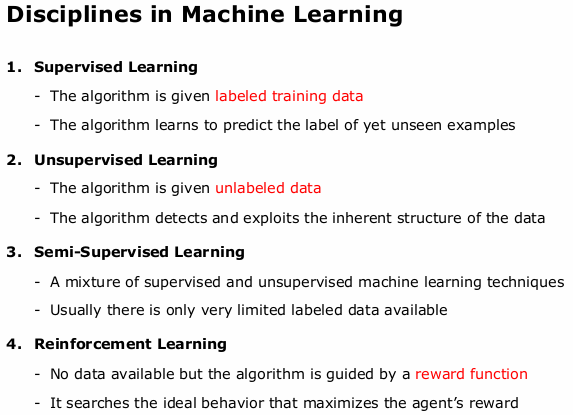 Disciplines in Machine Learning
1. Supervised Learning
- The algorithm is given labeled training data
- The algorithm learns to predict the label of yet unseen examples
2. Unsupervised Learning
- The algorithm is given unlabeled data
- The algorithm detects and exploits the inherent structure of the data
3. Semi-Supervised Learning
- A mixture of supervised and unsupervised machine learning techniques
- Usually there is only very limited labeled data available
4. Reinforcement Learning
- No data available but the algorithm is guided by a reward function
- It searches the ideal behavior that maximizes the agent’s reward